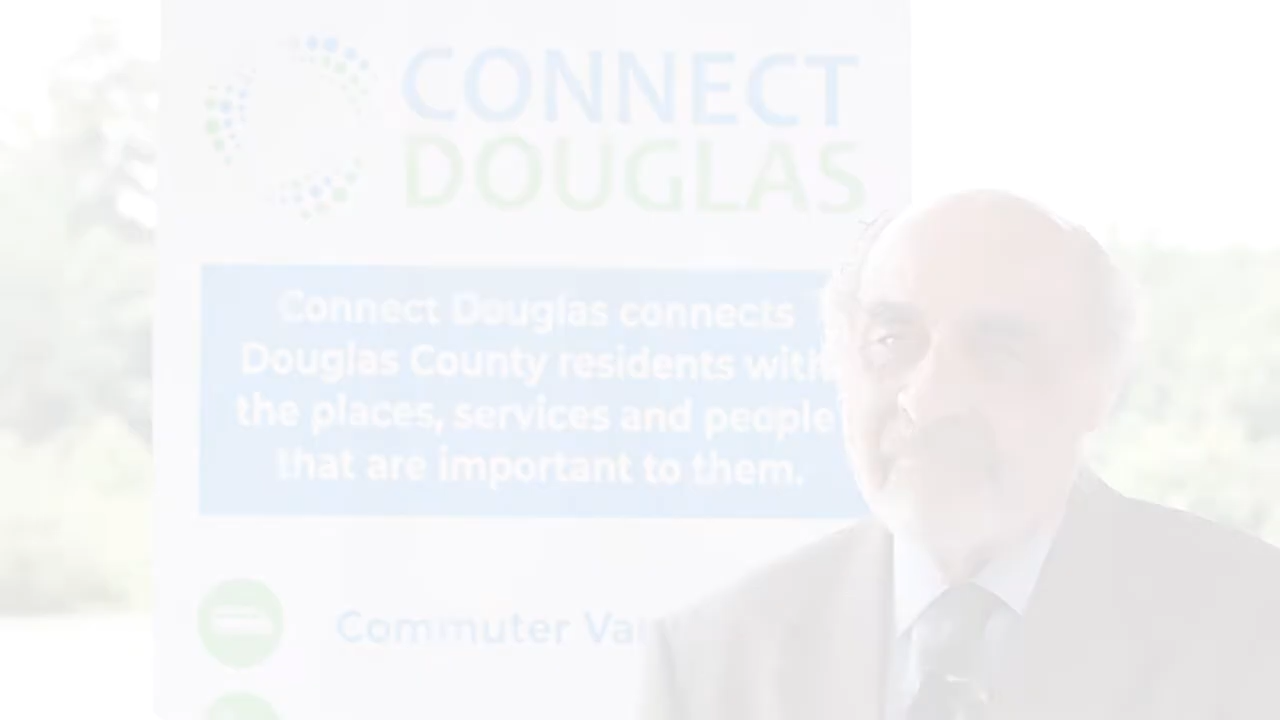 CONNECT
DOUGLAS
Connect Douglas connects
Douglas County residents with
the places, services and people
that are important to them.
Commuter